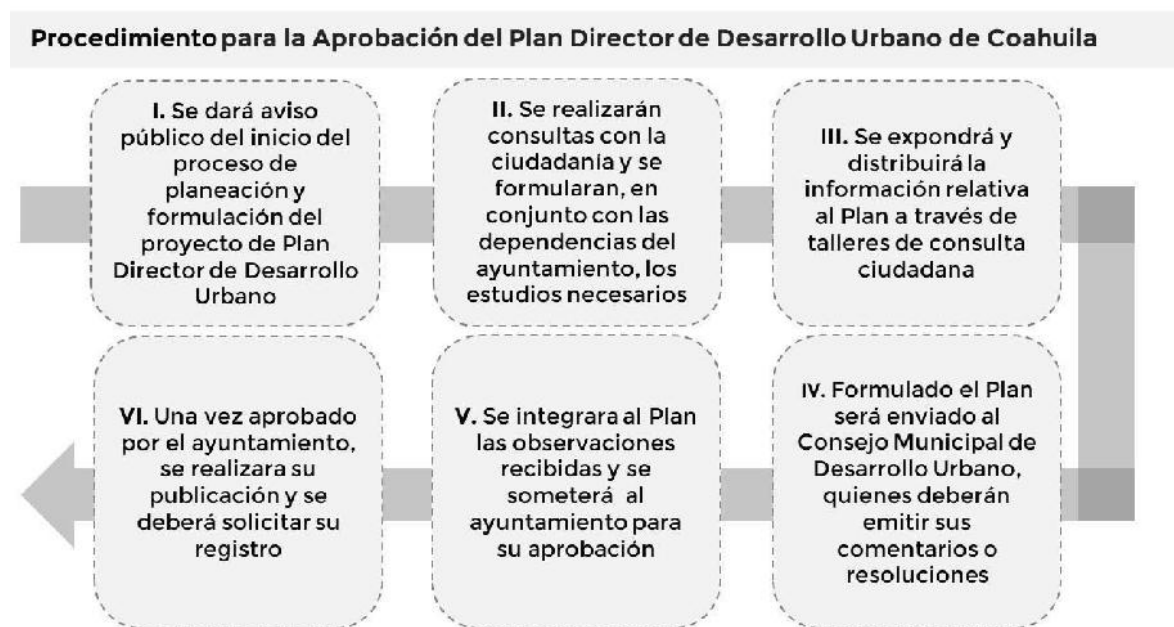 Procedimiento para la Aprobación del Plan Director de Desarrollo Urbano de Coahuila
I. Se dará aviso
público del inicio del
proceso de
planeación y
formulación del
proyecto de Plan
Director de Desarrollo
Urbano
II. Se realizarán
consultas con la
ciudadanía y se
formularan, en
conjunto con las
dependencias del
ayuntamiento, los
estudios necesarios
III. Se expondrá y
distribuirá la
información relativa
al Plan a través de
talleres de consulta
ciudadana
IV. Formulado el Plan
será enviado al
Consejo Municipal de
Desarrollo Urbano,
quienes deberán
emitir sus
comentarios o
resoluciones
V. Se integrara al Plan
las observaciones
recibidas y se
someterá al
ayuntamiento para
su aprobación
VI. Una vez aprobado
por el ayuntamiento,
se realizara su
publicación y se
deberá solicitar su
registro